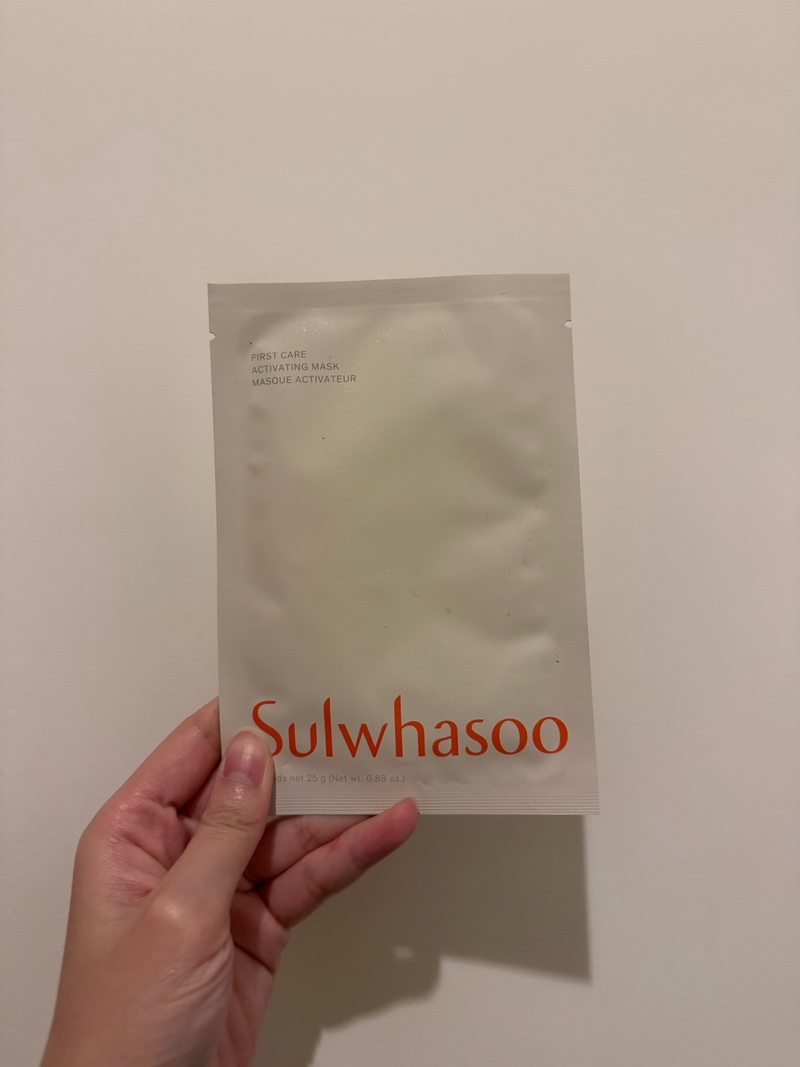 FIRST CARE
ACTIVATING MASK
MASQUE ACTIVATEUR
Sulwhasoo
net 25 g (Net wt. 0.88 oz.)